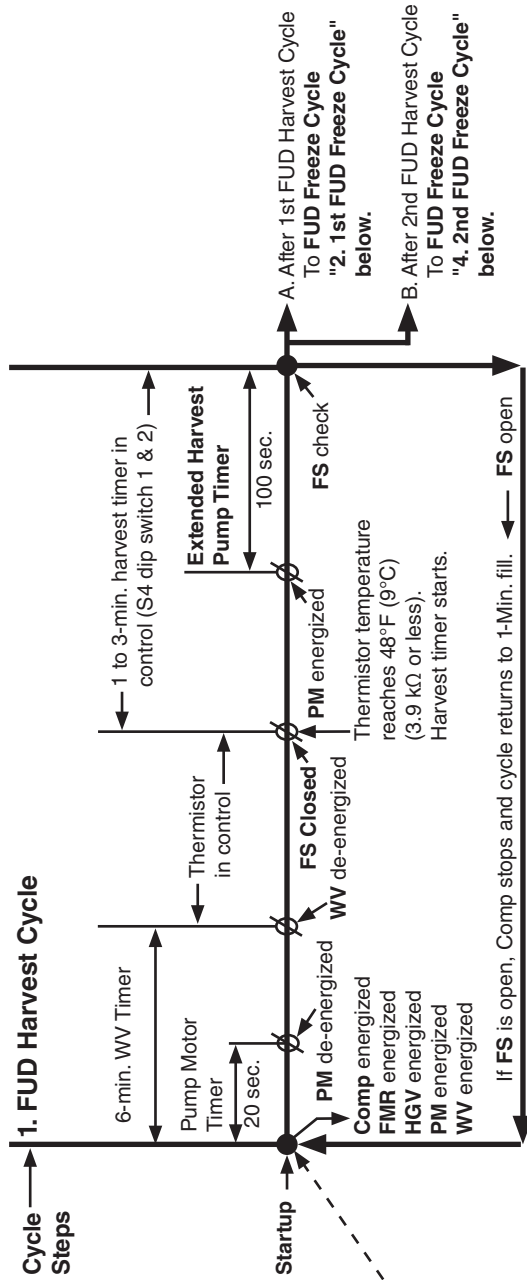 Cycle
Steps
1. FUD Harvest Cycle
6-min. WV Timer
Pump Motor
Timer
20 sec.
Thermistor
in control
1 to 3-min. harvest timer in
control (S4 dip switch 1 & 2)
Extended Harvest
Pump Timer
100 sec.
Startup
PM de-energized
WV de-energized
FS Closed
PM energized
FS check
Comp energized
FMR energized
HGV energized
PM energized
WV energized
Thermistor temperature
reaches 48°F (9°C)
(3.9 kΩ or less).
Harvest timer starts.
A. After 1st FUD Harvest Cycle
To FUD Freeze Cycle
"2. 1st FUD Freeze Cycle"
below.
B. After 2nd FUD Harvest Cycle
To FUD Freeze Cycle
"4. 2nd FUD Freeze Cycle"
below.
If FS is open, Comp stops and cycle returns to 1-Min. fill.
FS open